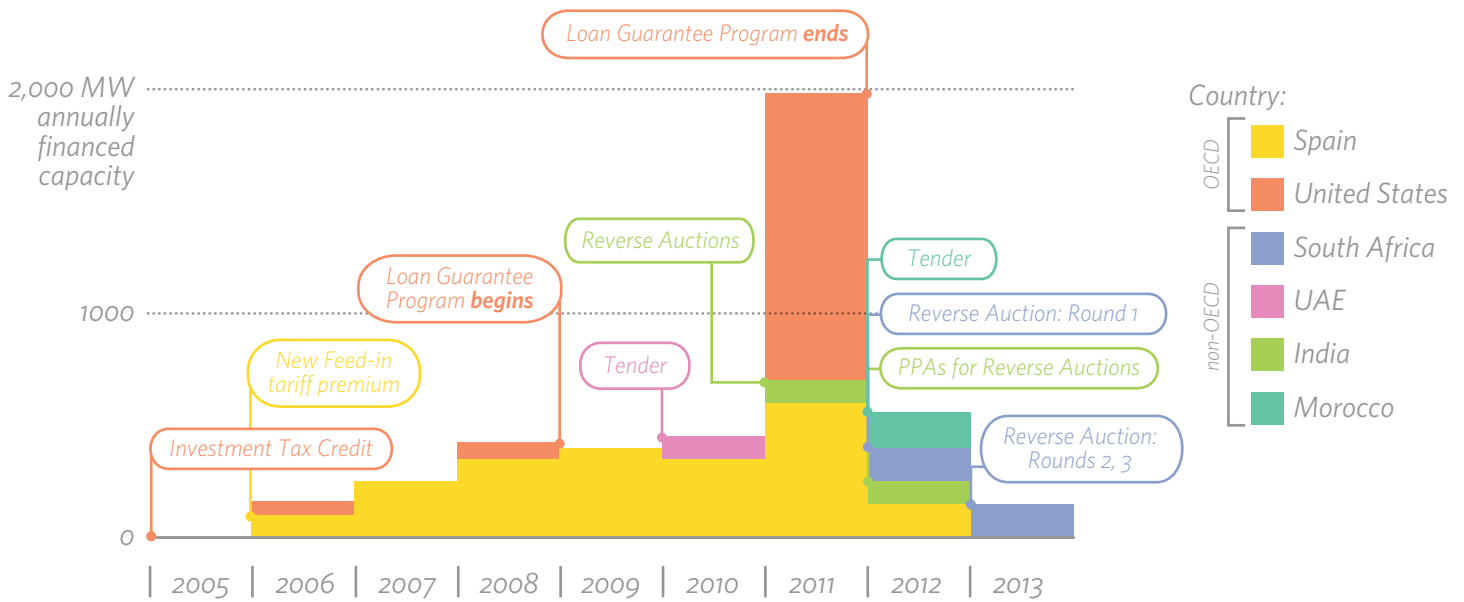 Loan Guarantee Program ends
2,000 MW
annually
financed
capacity
Country:
OECD
Spain
United States
non-OECD
South Africa
UAE
India
Morocco
Reverse Auctions
Tender
Loan Guarantee
Program begins
1000
Reverse Auction: Round 1
New Feed-in
tariff premium
Tender
PPAs for Reverse Auctions
Investment Tax Credit
Reverse Auction:
Rounds 2, 3
0
2005
2006
2007
2008
2009
2010
2011
2012
2013